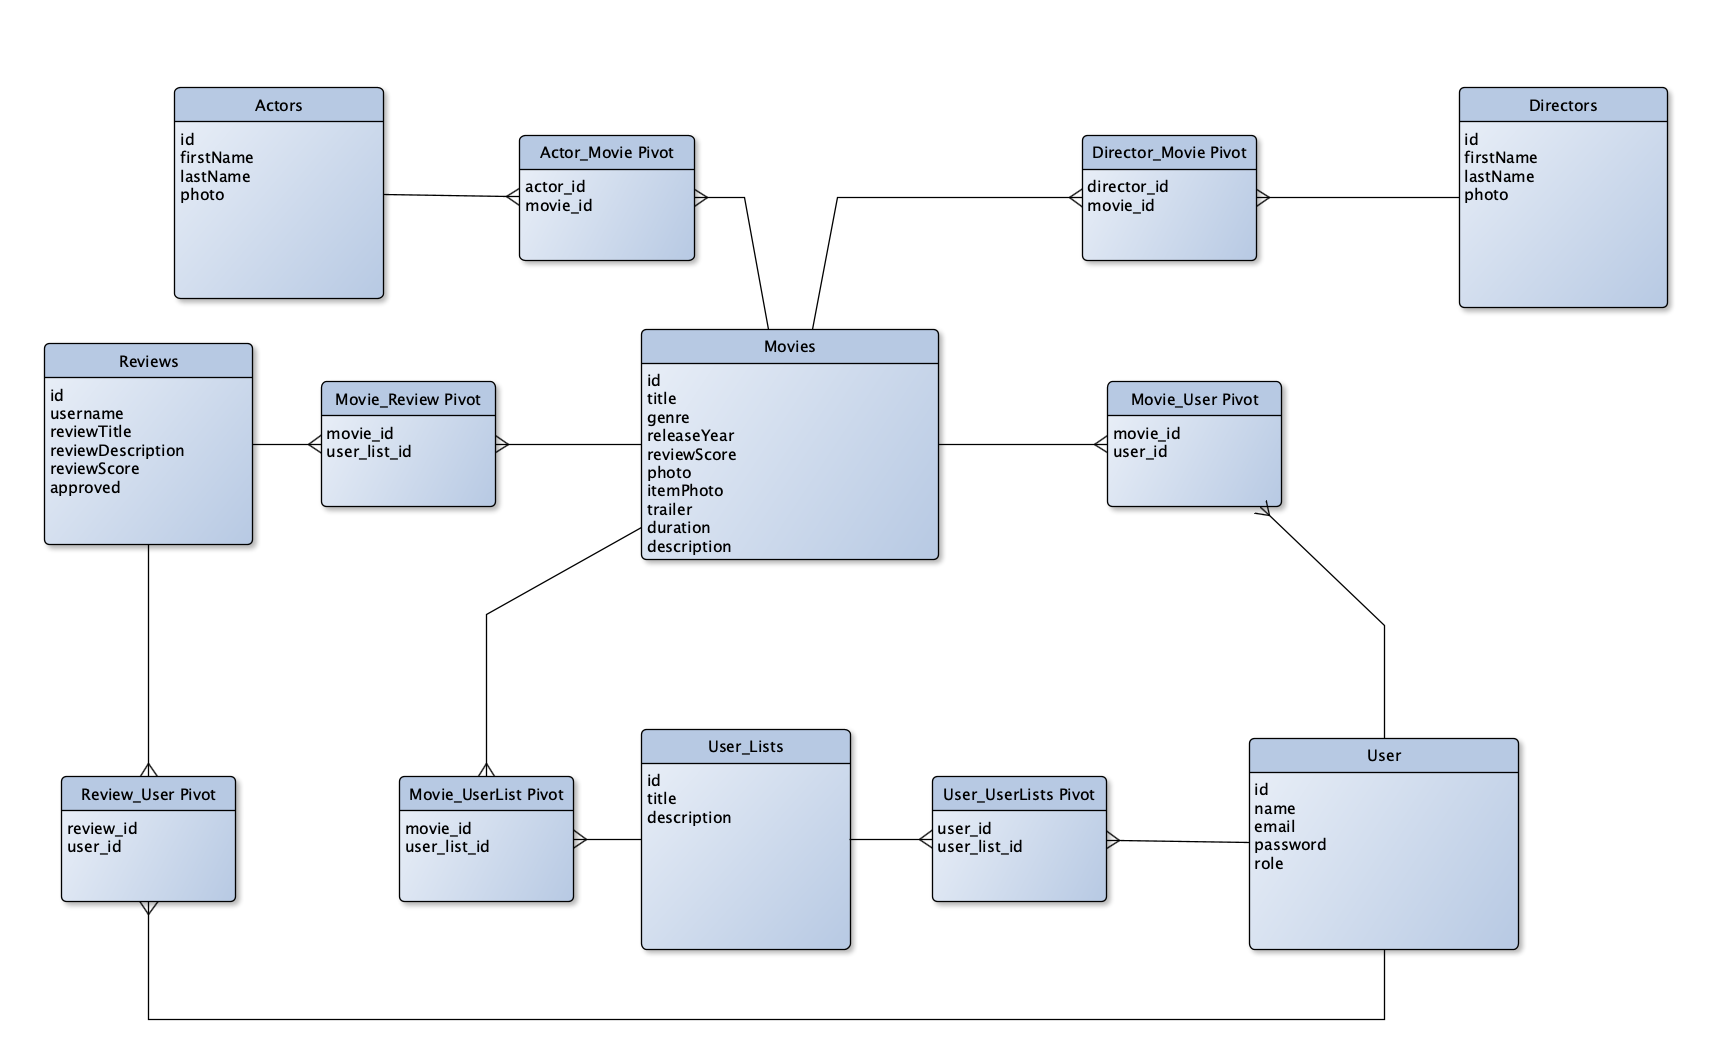 Actors
id
firstName
lastName
photo
Actor_Movie Pivot
actor_id
movie_id
Director_Movie Pivot
director_id
movie_id
Directors
id
firstName
lastName
photo
Reviews
id
username
reviewTitle
reviewDescription
reviewScore
approved
Movie_Review Pivot
movie_id
user_list_id
Movies
id
title
genre
releaseYear
reviewScore
photo
itemPhoto
trailer
duration
description
Movie_User Pivot
movie_id
user_id
Review_User Pivot
review_id
user_id
Movie_UserList Pivot
movie_id
user_list_id
User_Lists
id
title
description
User_UserLists Pivot
user_id
user_list_id
User
id
name
email
password
role